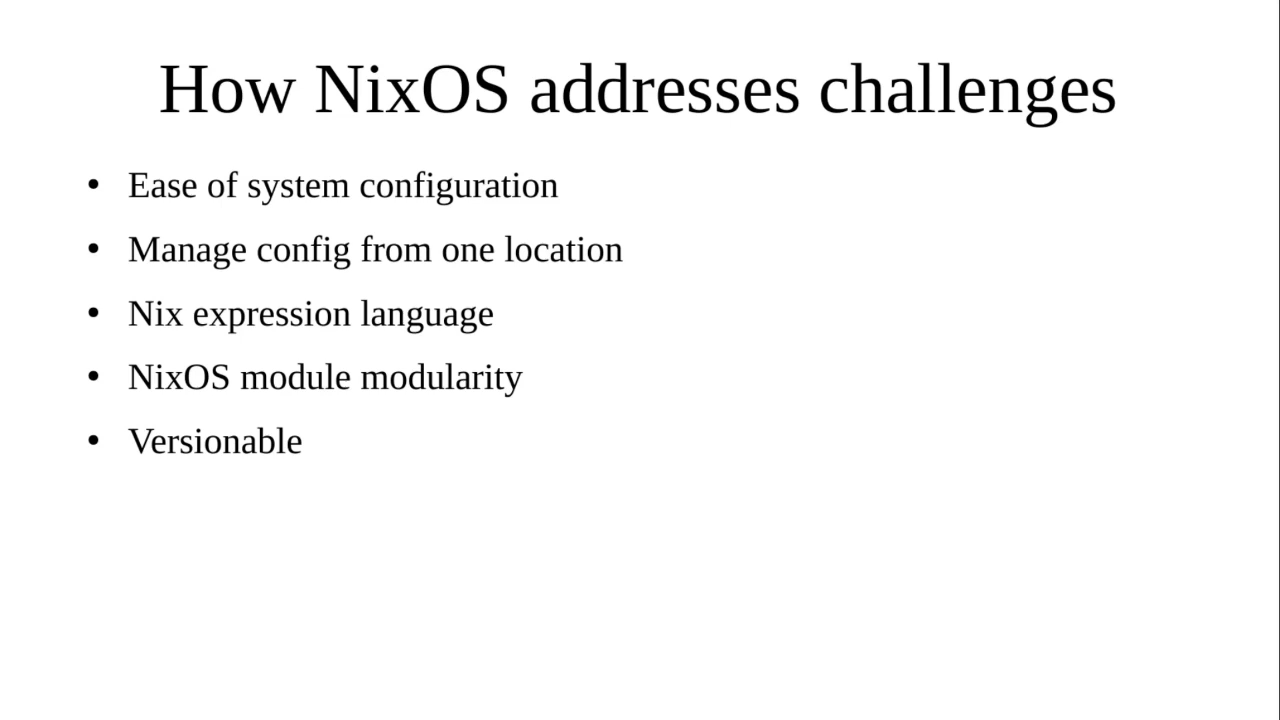 How NixOS addresses challenges
• Ease of system configuration
• Manage config from one location
• Nix expression language
• NixOS module modularity
• Versionable